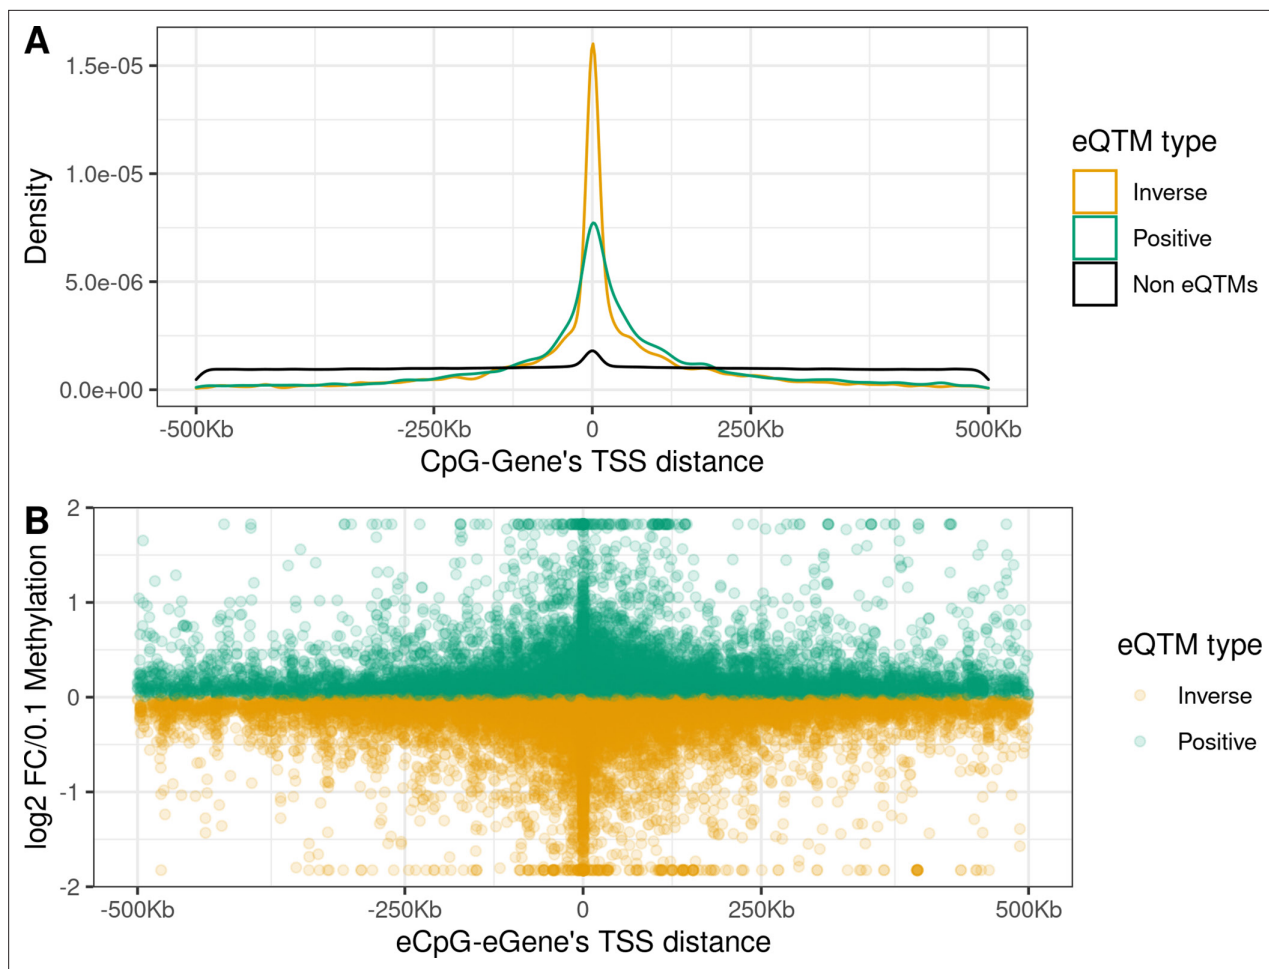 A
1.5e-05
1.0e-05
5.0e-06
0.0e+00
Density
-500Kb -250Kb 0 250Kb 500Kb
CpG-Gene's TSS distance
eQTM type
Inverse
Positive
Non eQTMs
B
2
1
0
-1
-2
log2 FC/0.1 Methylation
-500Kb -250Kb 0 250Kb 500Kb
eCpG-eGene's TSS distance
eQTM type
Inverse
Positive